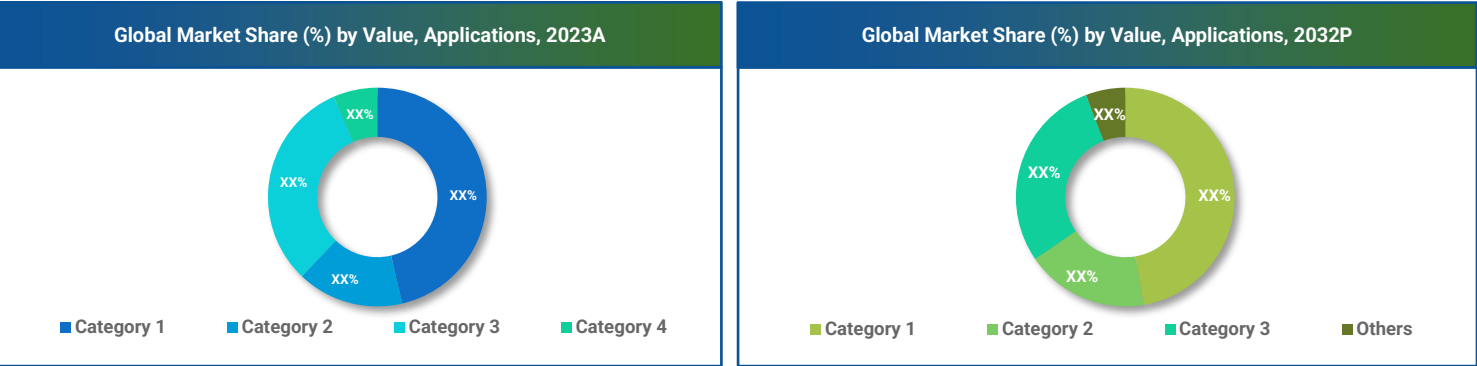 Global Market Share (%) by Value, Applications, 2023A
XX%
XX%
XX%
XX%
Category 1
Category 2
Category 3
Category 4
Global Market Share (%) by Value, Applications, 2032P
XX%
XX%
XX%
XX%
Category 1
Category 2
Category 3
Others